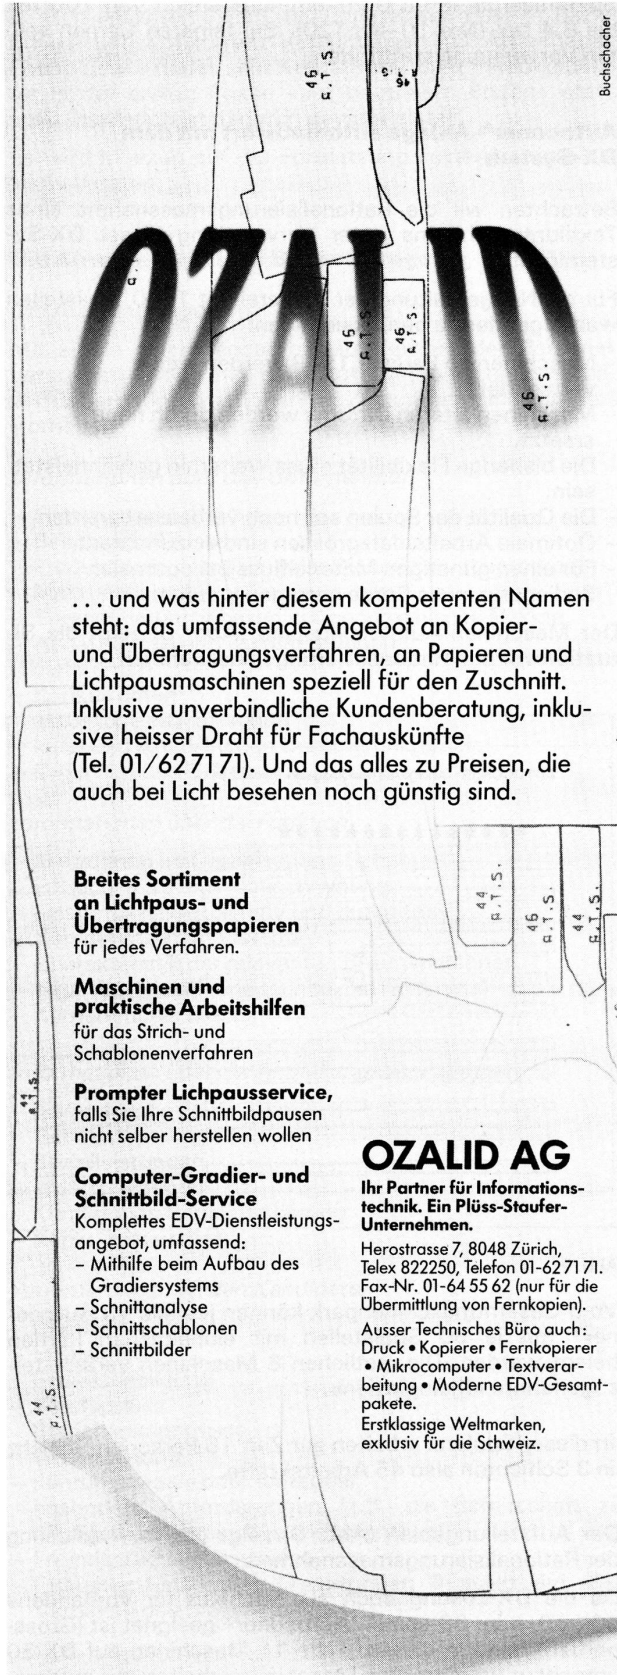 Buchschacher
46
A.T.S.
46
OZALID
a.
46
A.T.S.
46
A.T.S.
46
A.T.S.
... und was hinter diesem kompetenten Namen
steht: das umfassende Angebot an Kopier-
und Übertragungsverfahren, an Papieren und
Lichtpausmaschinen speziell für den Zuschnitt.
Inklusive unverbindliche Kundenberatung, inklu-
sive heisser Draht für Fachauskünfte
(Tel. 01/62 71 71). Und das alles zu Preisen, die
auch bei Licht besehen noch günstig sind.
44
A.T.S.
46
A.T.S.
44
A.T.S.
Breites Sortiment
an Lichtpaus- und
Übertragungspapieren
für jedes Verfahren.
Maschinen und
praktische Arbeitshilfen
für das Strich- und
Schablonenverfahren
44
A.T.S.
Prompter Lichpausservice,
falls Sie Ihre Schnittbildpausen
nicht selber herstellen wollen
Computer-Gradier- und
Schnittbild-Service
Komplettes EDV-Dienstleistungs-
angebot, umfassend:
– Mithilfe beim Aufbau des
Gradiersystems
– Schnittanalyse
– Schnittschablonen
– Schnittbilder
44
A.T.S.
OZALID AG
Ihr Partner für Informations-
technik. Ein Plüss-Staufer-
Unternehmen.
Herostrasse 7, 8048 Zürich,
Telex 822250, Telefon 01-62 71 71.
Fax-Nr. 01-64 55 62 (nur für die
Übermittlung von Fernkopien).
Ausser Technisches Büro auch:
Druck • Kopierer • Fernkopierer
• Mikrocomputer • Textverar-
beitung • Moderne EDV-Gesamt-
pakete.
Erstklassige Weltmarken,
exklusiv für die Schweiz.